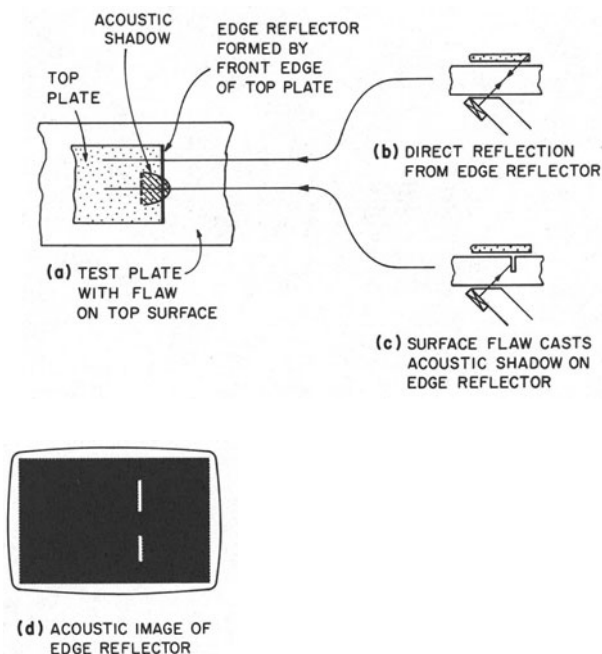 ACOUSTIC
SHADOW
TOP
PLATE
EDGE REFLECTOR
FORMED BY
FRONT EDGE
OF TOP PLATE
(a) TEST PLATE
WITH FLAW
ON TOP SURFACE
(b) DIRECT REFLECTION
FROM EDGE REFLECTOR
(c) SURFACE FLAW CASTS
ACOUSTIC SHADOW ON
EDGE REFLECTOR
(d) ACOUSTIC IMAGE OF
EDGE REFLECTOR